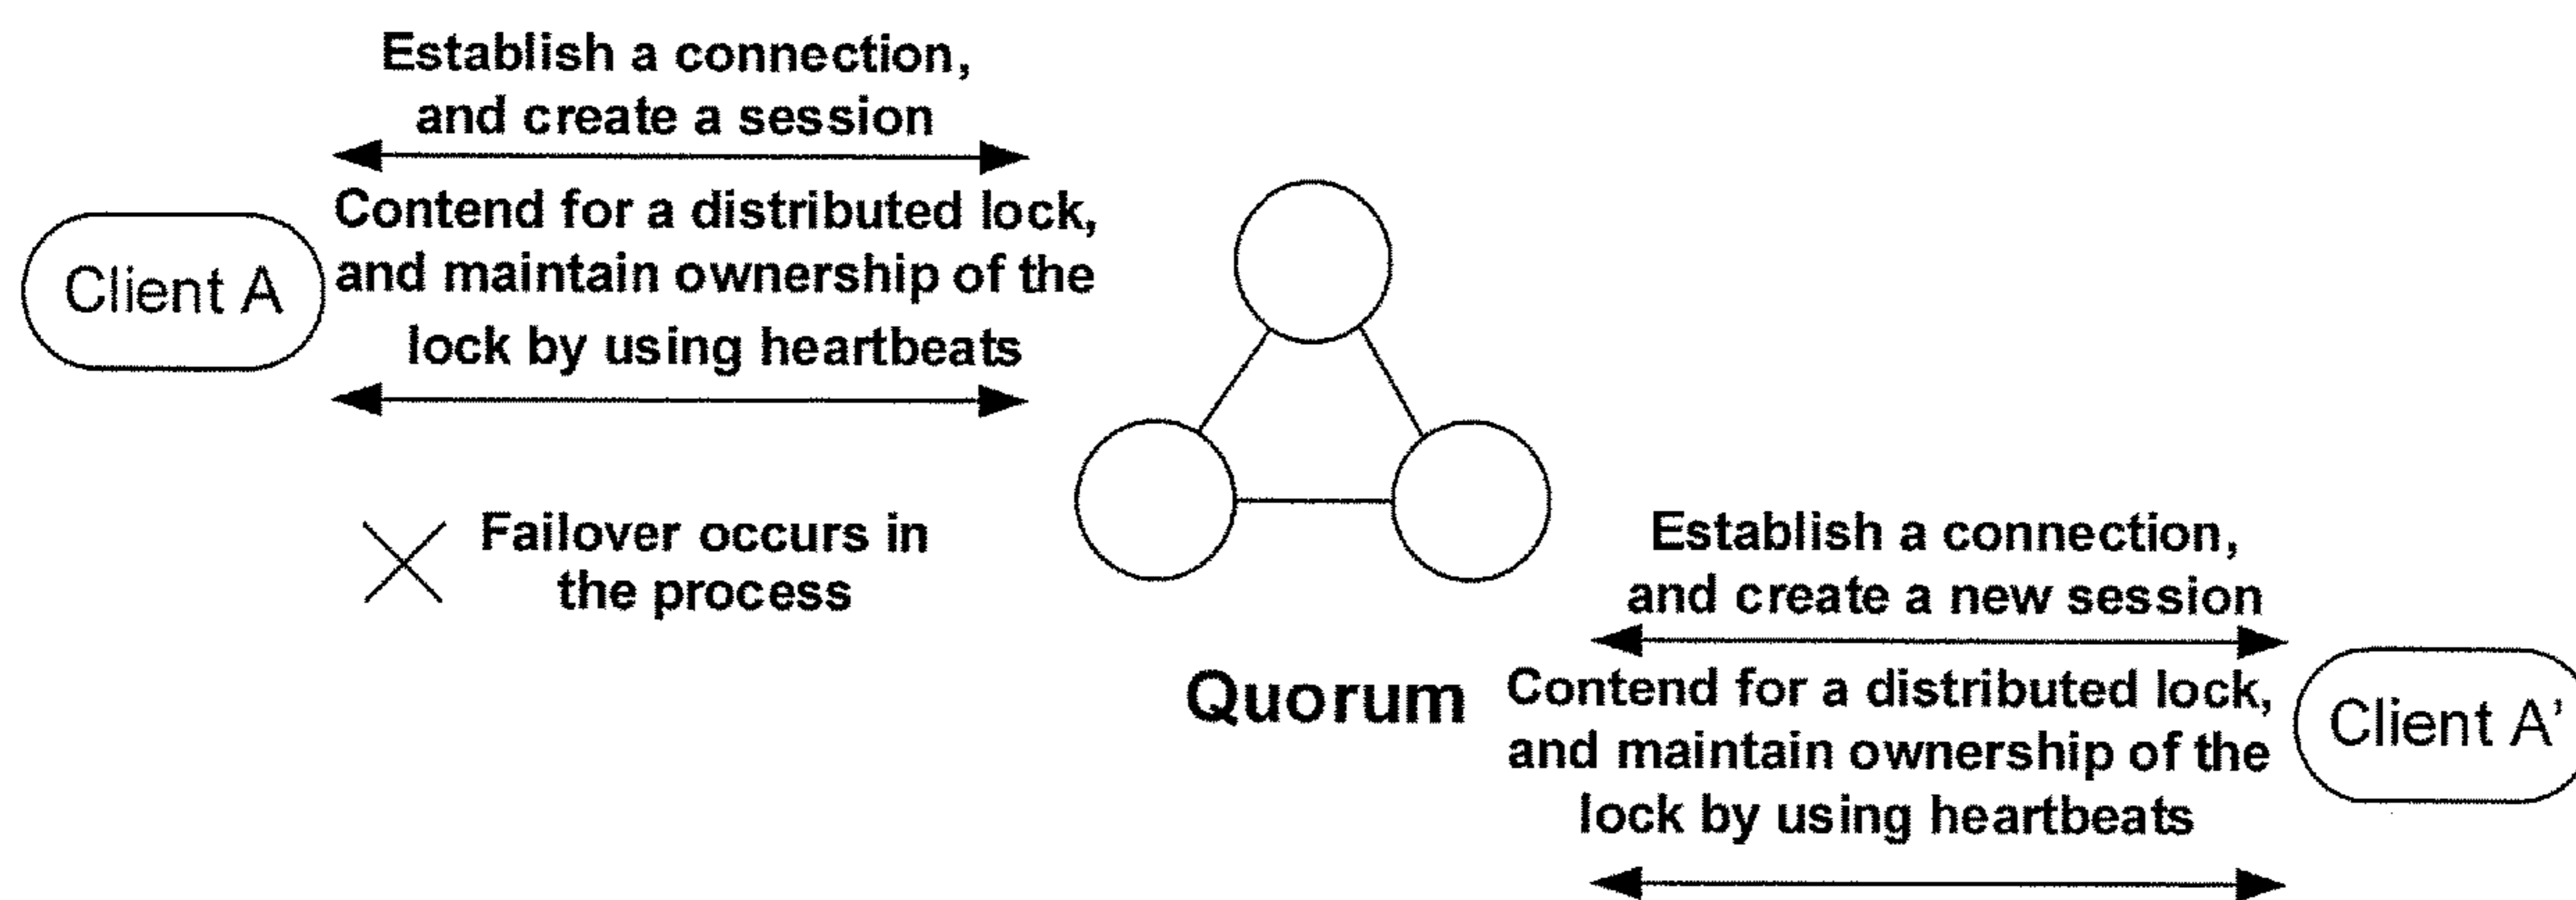 Establish a connection,
and create a session
Client A
Contend for a distributed lock,
and maintain ownership of the
lock by using heartbeats
Failover occurs in
the process
Quorum
Establish a connection,
and create a new session
Contend for a distributed lock,
and maintain ownership of the
lock by using heartbeats
Client A’